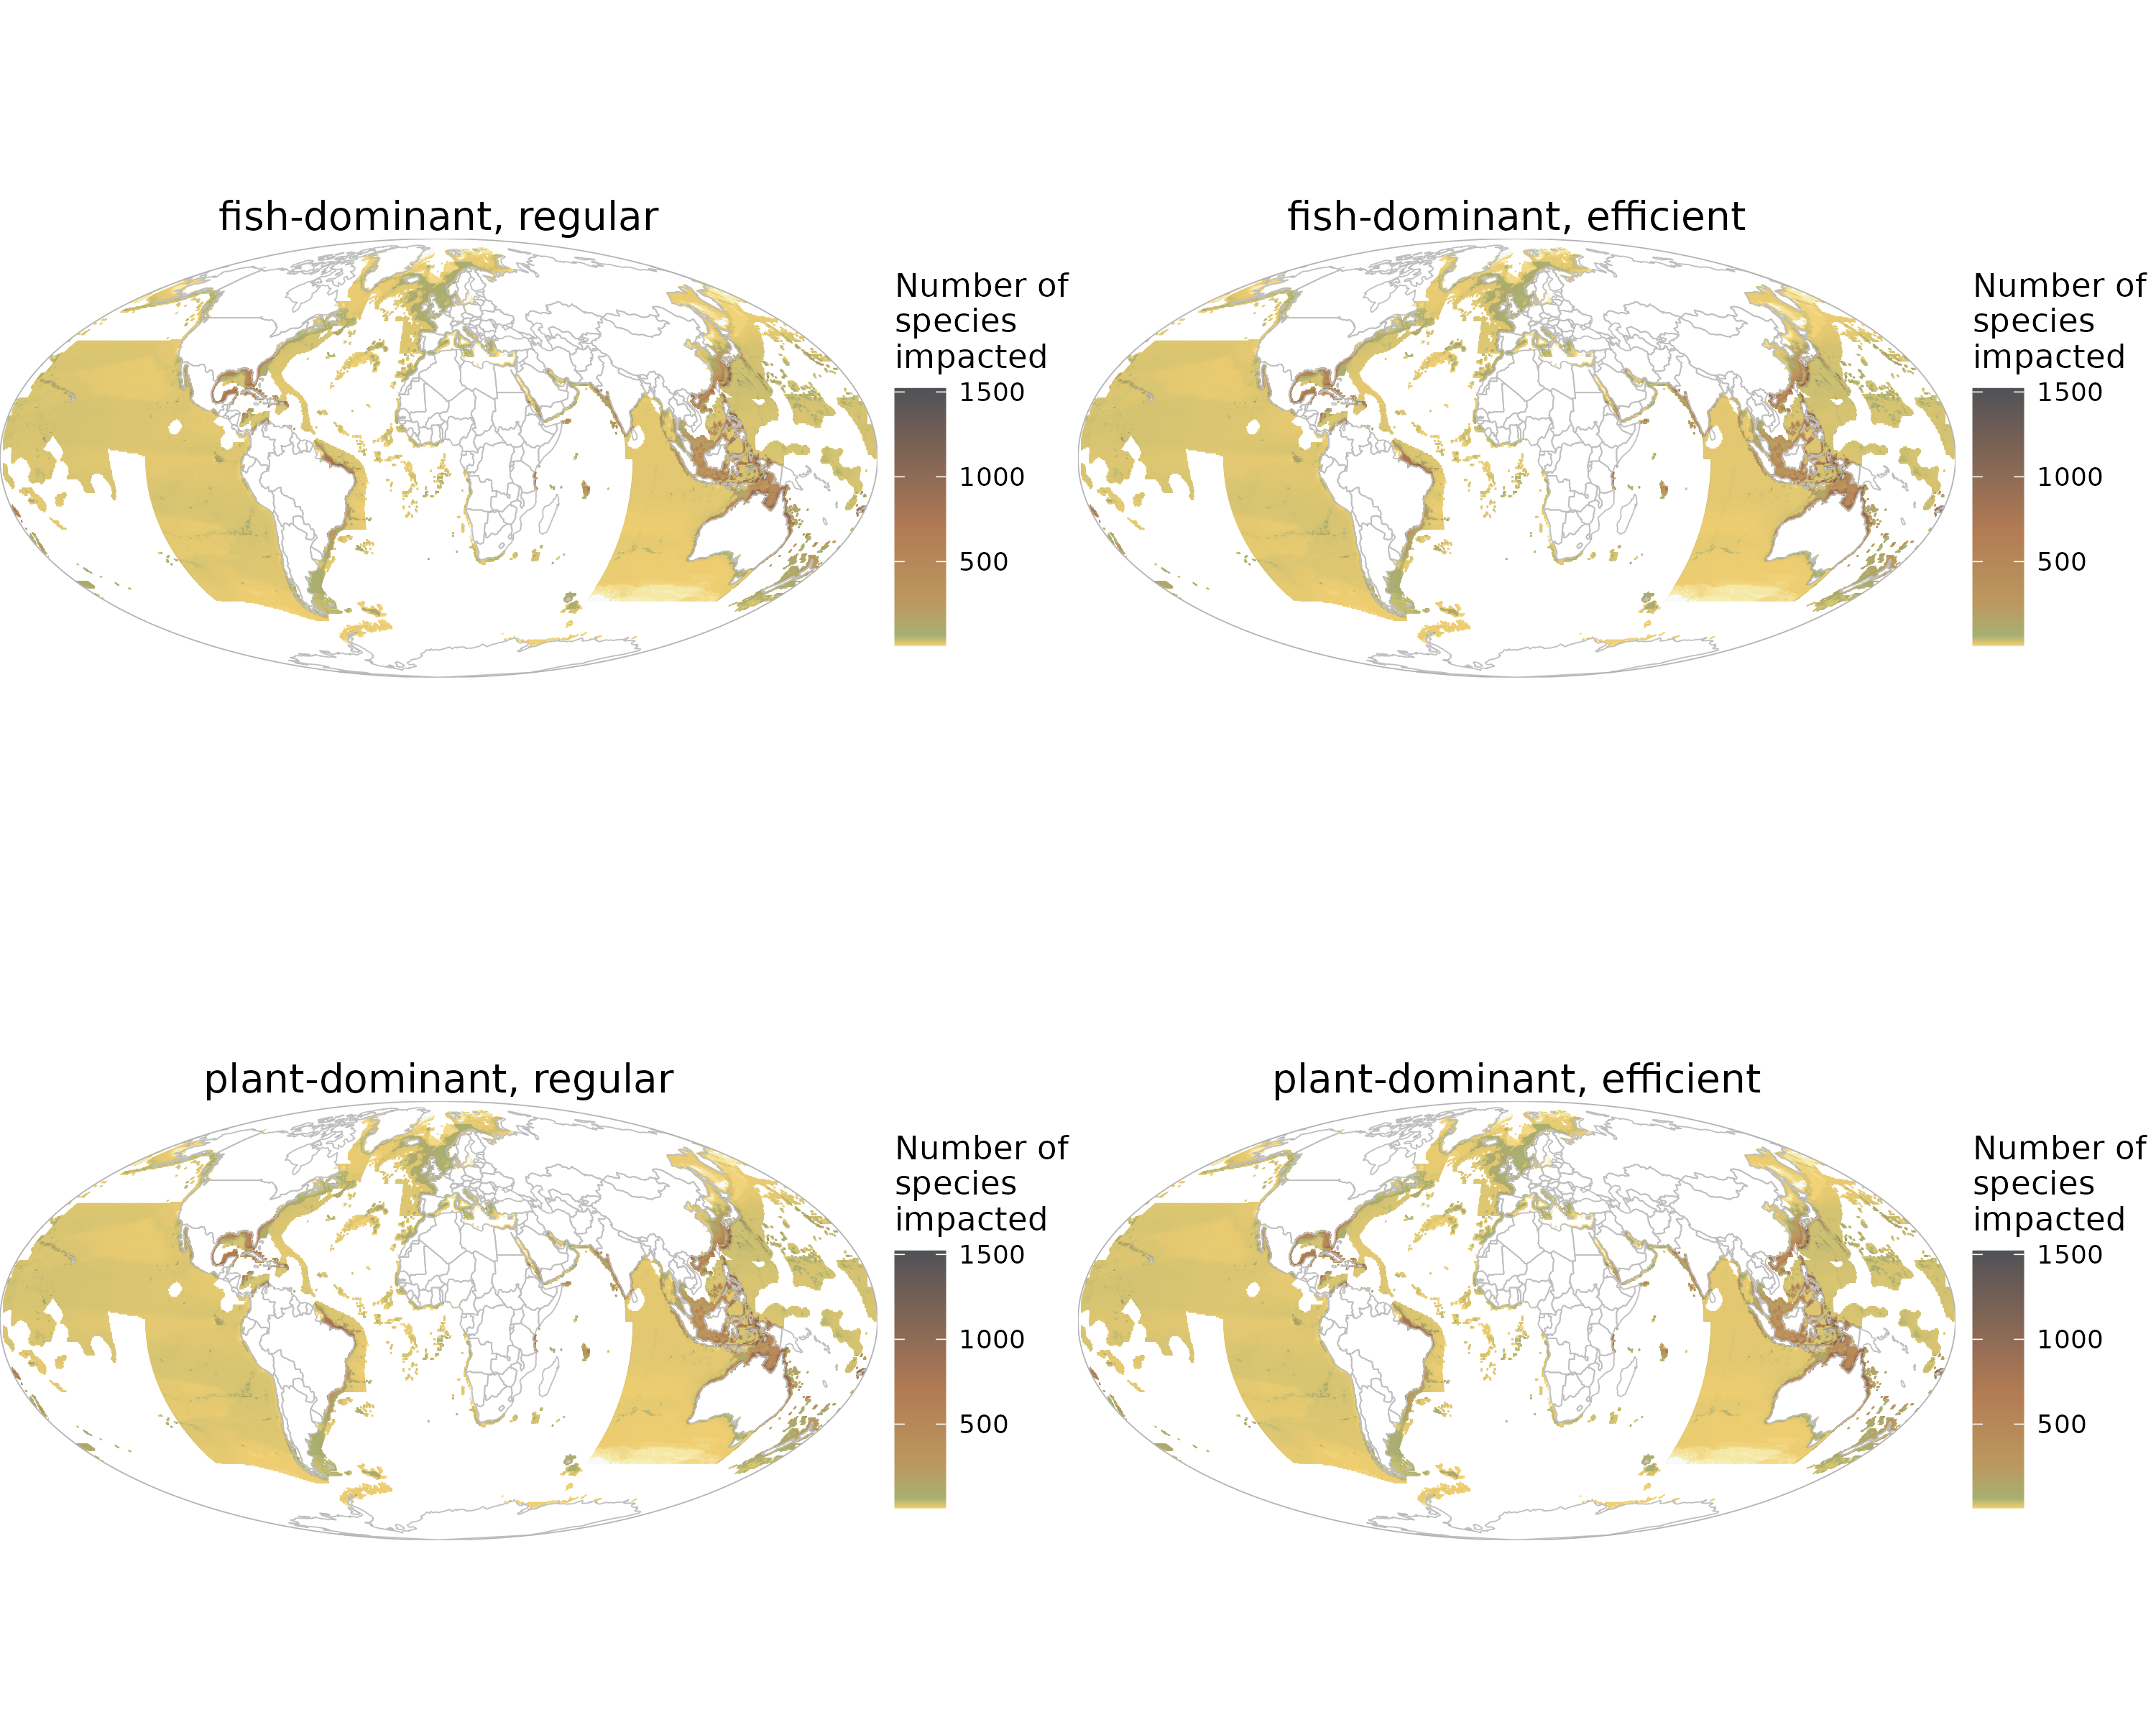 fish-dominant, regular
Number of
species
impacted
1500
1000
500
fish-dominant, efficient
Number of
species
impacted
1500
1000
500
plant-dominant, regular
Number of
species
impacted
1500
1000
500
plant-dominant, efficient
Number of
species
impacted
1500
1000
500